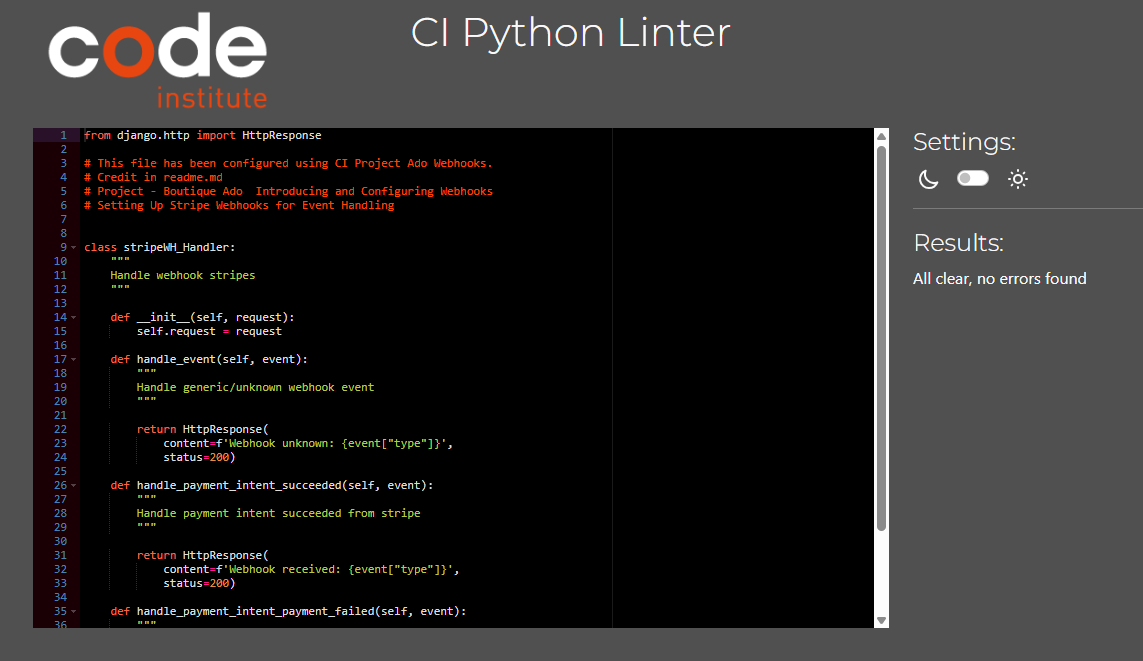 code
institute
CI Python Linter
1 from django.http import HttpResponse
2
3 # This file has been configured using CI Project Ado Webhooks.
4 # Credit in readme.md
5 # Project - Boutique Ado  Introducing and Configuring Webhooks
6 # Setting Up Stripe Webhooks for Event Handling
7
8
9 class stripeWH_Handler:
10     """
11     Handle webhook stripes
12     """
13
14     def __init__(self, request):
15         self.request = request
16
17     def handle_event(self, event):
18         """
19         Handle generic/unknown webhook event
20         """
21
22         return HttpResponse(
23             content=f'Webhook unknown: {event["type"]}',
24             status=200)
25
26     def handle_payment_intent_succeeded(self, event):
27         """
28         Handle payment intent succeeded from stripe
29         """
30
31         return HttpResponse(
32             content=f'Webhook received: {event["type"]}',
33             status=200)
34
35     def handle_payment_intent_payment_failed(self, event):
36         """
Settings:
Results:
All clear, no errors found